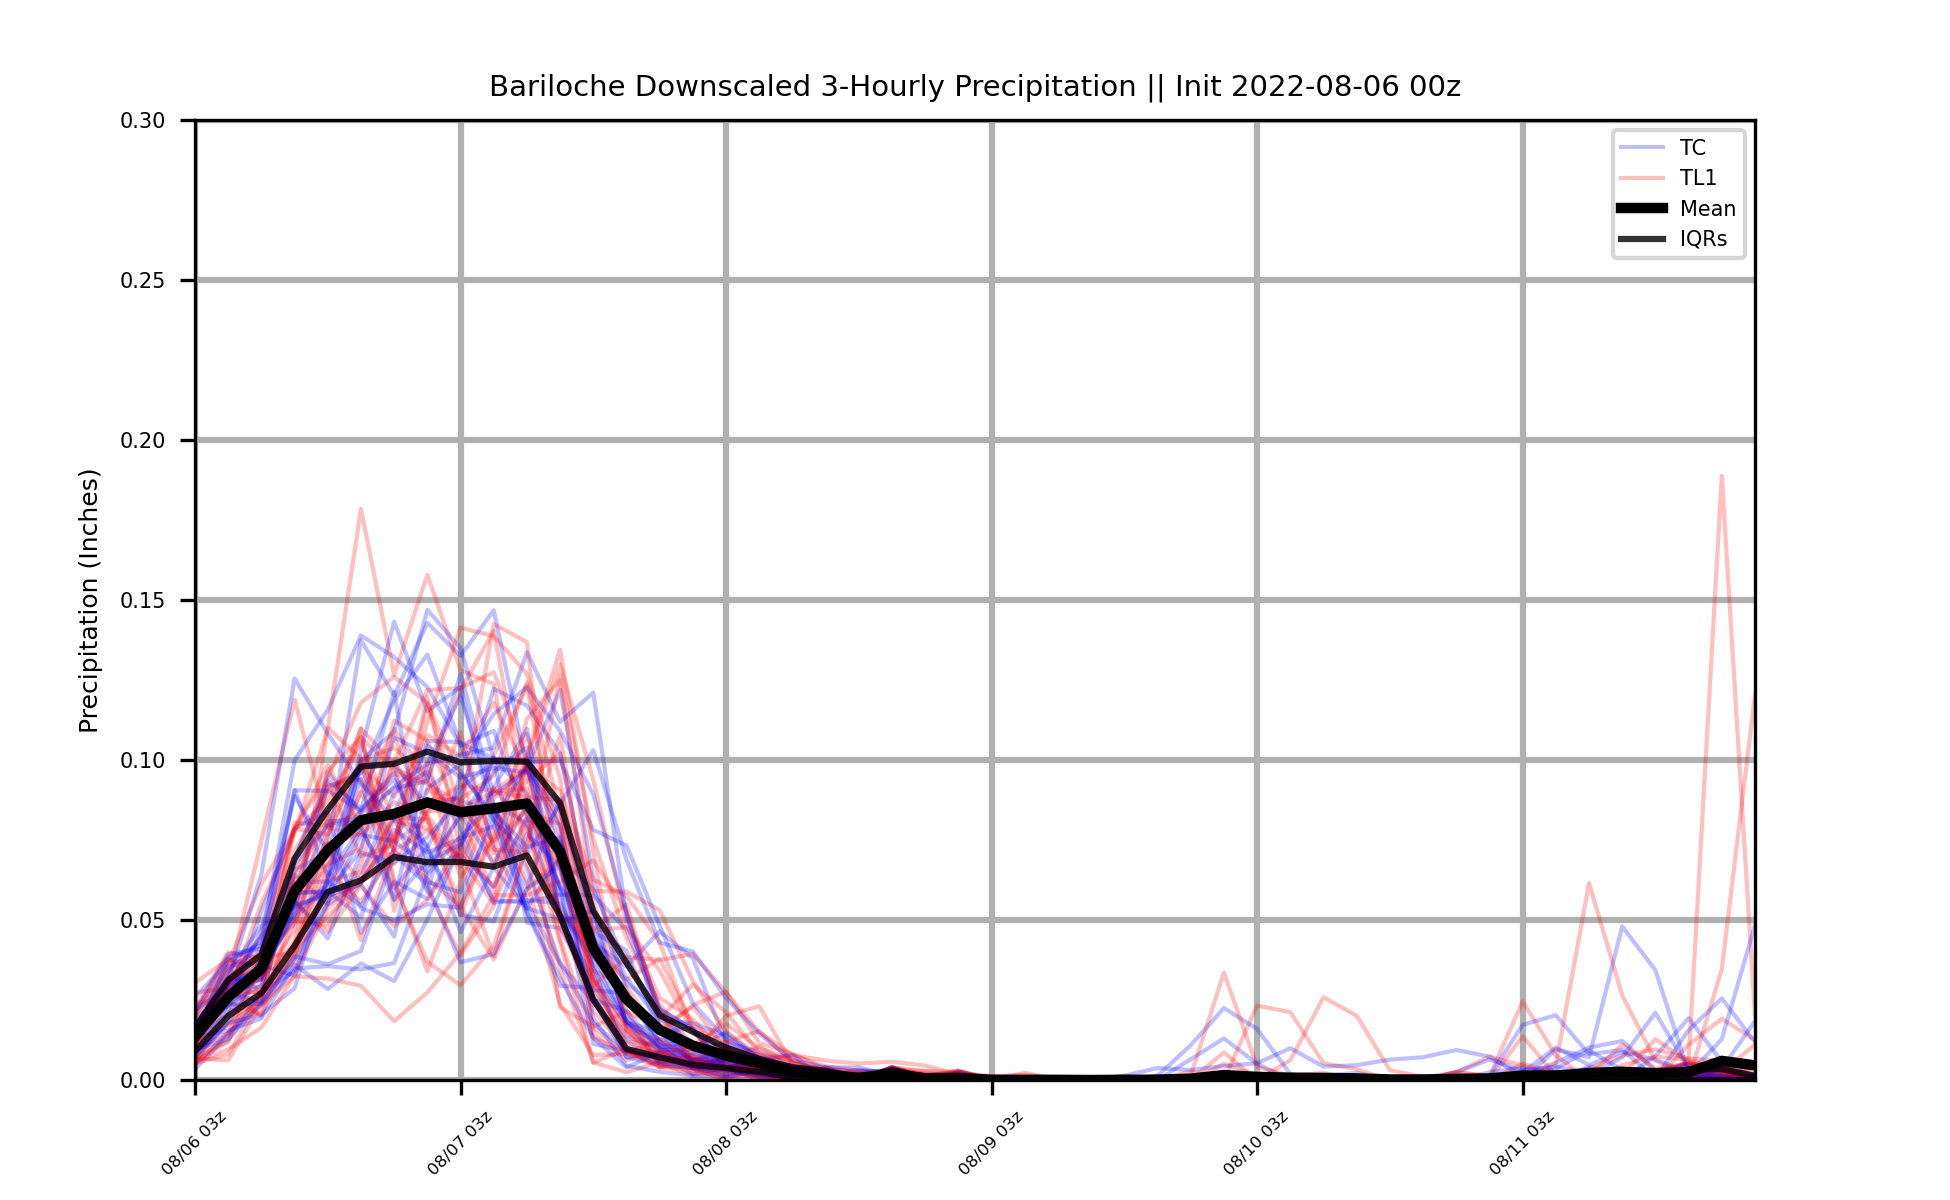 Bariloche Downscaled 3-Hourly Precipitation || Init 2022-08-06 00z
TC
TL1
Mean
IQRs
Precipitation (Inches)
0.30
0.25
0.20
0.15
0.10
0.05
0.00
08/06 03z
08/07 03z
08/08 03z
08/09 03z
08/10 03z
08/11 03z